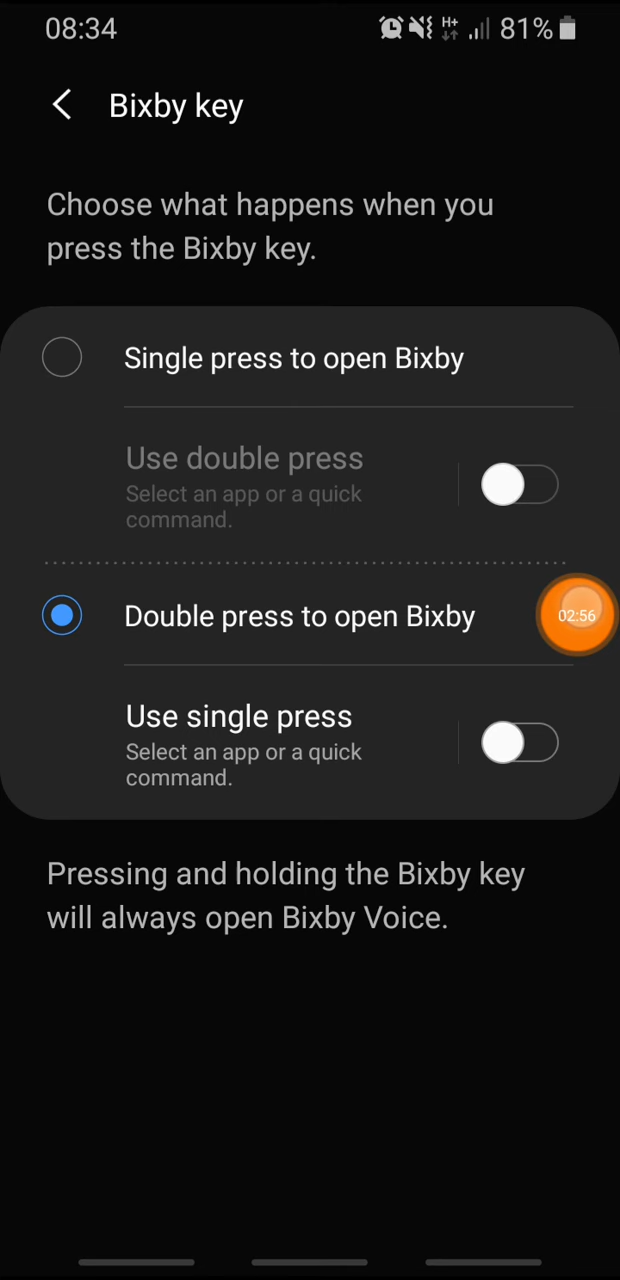 08:34
H+
81%
Bixby key
Choose what happens when you
press the Bixby key.
Single press to open Bixby
Use double press
Select an app or a quick
command.
Double press to open Bixby
02:56
Use single press
Select an app or a quick
command.
Pressing and holding the Bixby key
will always open Bixby Voice.